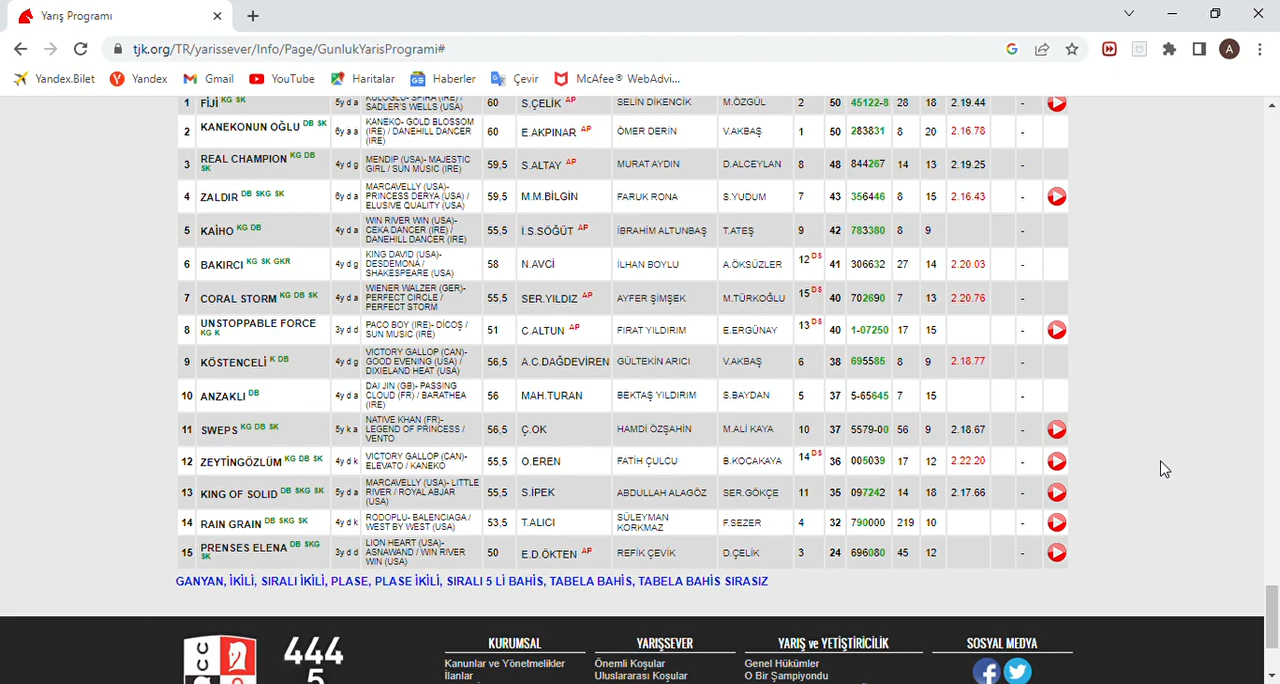 Yarış Programı
tjk.org/TR/yarissever/Info/Page/GunlukYarisProgrami#
A
Yandex.Bilet Yandex Gmail YouTube Haritalar Haberler Çevir McAfee® WebAdvi...
1 FİJİ KG SK 5y d a SADLER'S WELLS (USA) 60 S.ÇELİK AP SELİN DİKENCİK M.ÖZGÜL 2 50 45122-8 28 18 2.19.44 -
2 KANEKONUN OĞLU DB SK 6y a a KANEKO- GOLD BLOSSOM (IRE) / DANEHILL DANCER (IRE) 60 E.AKPINAR AP ÖMER DERİN V.AKBAŞ 1 50 283831 8 20 2.16.78 -
3 REAL CHAMPION KG DB SK 4y d g MENDIP (USA)- MAJESTIC GIRL / SUN MUSIC (IRE) 59,5 S.ALTAY AP MURAT AYDIN D.ALCEYLAN 8 48 844267 14 13 2.19.25 -
4 ZALDIR DB SKG SK 6y d a MARCAVELLY (USA)- PRINCESS DERYA (USA) / ELUSIVE QUALITY (USA) 59,5 M.M.BİLGİN FARUK RONA S.YUDUM 7 43 356446 8 15 2.16.43 -
5 KAİHO KG DB 4y d a WIN RIVER WIN (USA)- CEKA DANCER (IRE) / DANEHILL DANCER (IRE) 55,5 İ.S.SÖĞÜT AP İBRAHİM ALTUNBAŞ T.ATEŞ 9 42 783380 8 9 -
6 BAKIRCI KG SK GKR 4y d g KING DAVID (USA)- DESDEMONA / SHAKESPEARE (USA) 58 N.AVCİ İLHAN BOYLU A.ÖKSÜZLER 12 DS 41 306632 27 14 2.20.03 -
7 CORAL STORM KG DB SK 4y d a WIENER WALZER (GER)- PERFECT CIRCLE / PERFECT STORM 55,5 SER.YILDIZ AP AYFER ŞİMŞEK M.TÜRKOĞLU 15 DS 40 702690 7 13 2.20.76 -
8 UNSTOPPABLE FORCE KG K 3y d d PACO BOY (IRE)- DİCOŞ / SUN MUSIC (IRE) 51 C.ALTUN AP FIRAT YILDIRIM E.ERGÜNAY 13 DS 40 1-07250 17 15 -
9 KÖSTENCELİ K DB 4y d g VICTORY GALLOP (CAN)- GOOD EVENING (USA) / DIXIELAND HEAT (USA) 56,5 A.C.DAĞDEVİREN GÜLTEKİN ARICI V.AKBAŞ 6 38 695585 8 9 2.18.77 -
10 ANZAKLI DB 4y d a DAI JIN (GB)- PASSING CLOUD (FR) / BARATHEA (IRE) 56 MAH.TURAN BEKTAŞ YILDIRIM S.BAYDAN 5 37 5-65645 7 15 -
11 SWEPS KG DB SK 5y k a NATIVE KHAN (FR)- LEGEND OF PRINCESS / VENTO 56,5 Ç.OK HAMDİ ÖZŞAHİN M.ALİ KAYA 10 37 5579-00 56 9 2.18.67 -
12 ZEYTİNGÖZLÜM KG DB SK 4y d k VICTORY GALLOP (CAN)- ELEVATO / KANEKO 55,5 O.EREN FATİH ÇULCU B.KOCAKAYA 14 DS 36 005039 17 12 2.22.20 -
13 KING OF SOLID DB SKG SK 5y d a MARCAVELLY (USA)- LITTLE RIVER / ROYAL ABJAR (USA) 55,5 S.İPEK ABDULLAH ALAGÖZ SER.GÖKÇE 11 35 097242 14 18 2.17.66 -
14 RAIN GRAIN DB SKG SK 4y d k RODOPLU- BALENCIAGA / WEST BY WEST (USA) 53,5 T.ALICI SÜLEYMAN KORKMAZ F.SEZER 4 32 790000 219 10 -
15 PRENSES ELENA DB SKG SK 3y d d LION HEART (USA)- ASNAWAND / WIN RIVER WIN (USA) 50 E.D.ÖKTEN AP REFİK ÇEVİK D.ÇELİK 3 24 696080 45 12 -
GANYAN, İKİLİ, SIRALI İKİLİ, PLASE, PLASE İKİLİ, SIRALI 5 Lİ BAHİS, TABELA BAHİS, TABELA BAHİS SIRASIZ
444
5
KURUMSAL YARIŞSEVER YARIŞ ve YETİŞTİRİCİLİK SOSYAL MEDYA
Kanunlar ve Yönetmelikler Önemli Koşular Genel Hükümler
İlanlar Uluslararası Koşular O Bir Şampiyondu